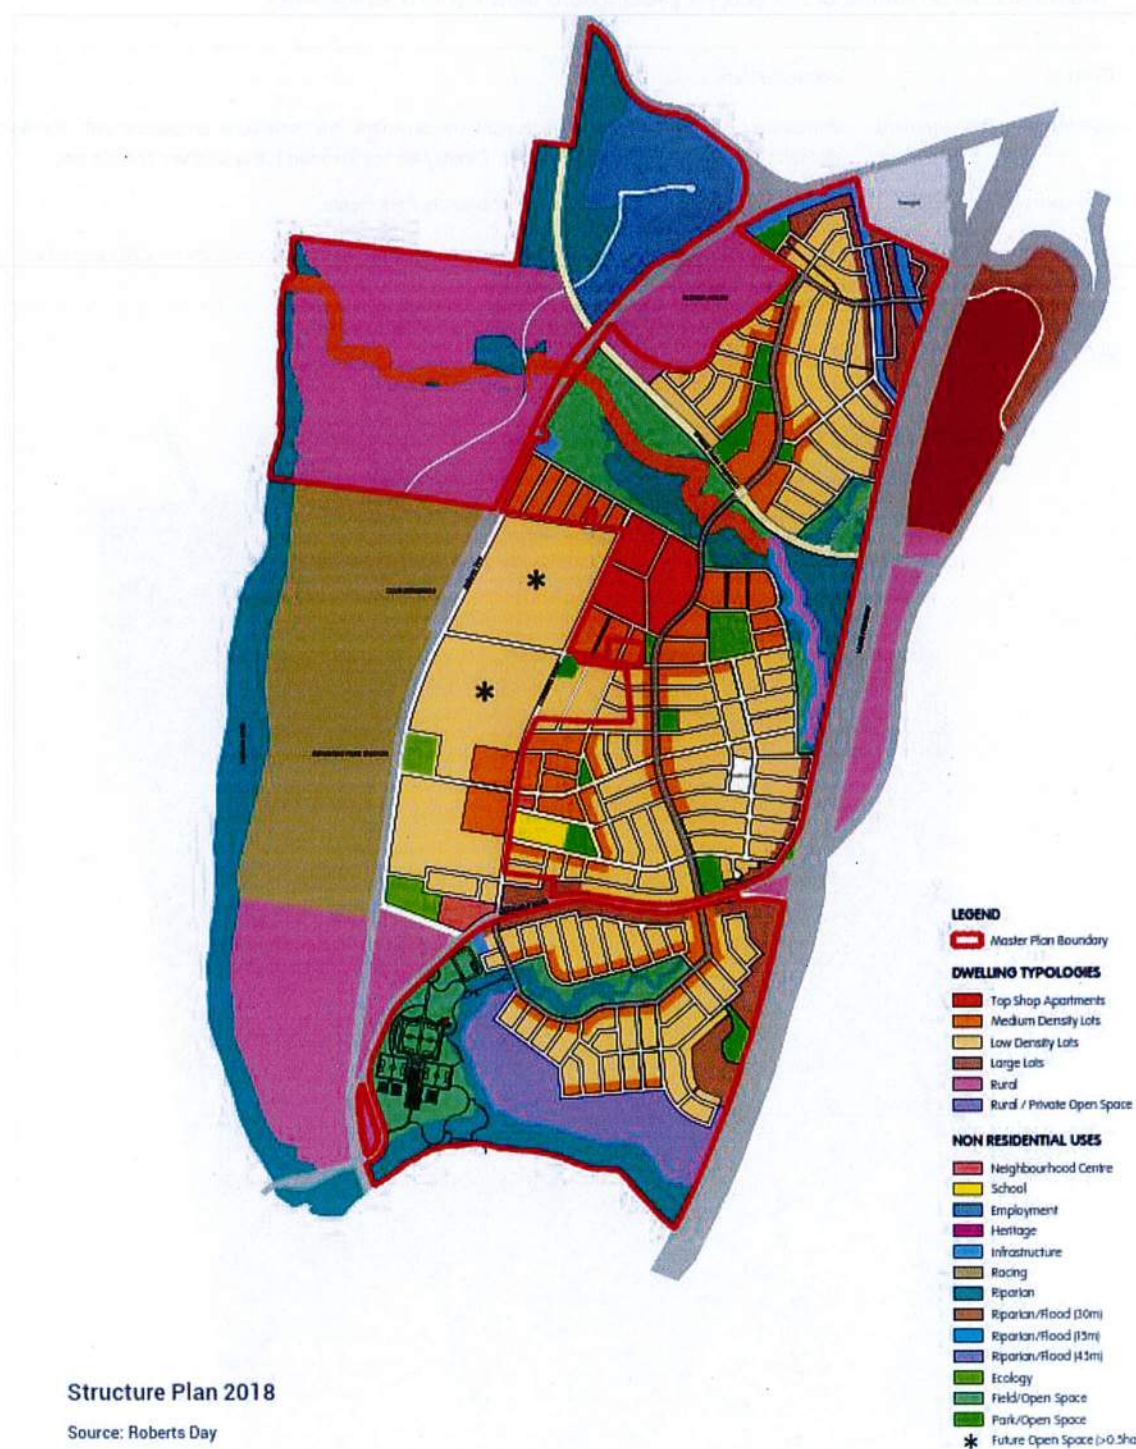 LEGEND
Master Plan Boundary
DWELLING TYPOLOGIES
Top Shop Apartments
Medium Density Lots
Low Density Lots
Large Lots
Rural
Rural / Private Open Space
NON RESIDENTIAL USES
Neighbourhood Centre
School
Employment
Heritage
Infrastructure
Racing
Riparian
Riparian/Flood (30m)
Riparian/Flood (15m)
Riparian/Flood (45m)
Ecology
Field/Open Space
Park/Open Space
Future Open Space (>0.5ha
Structure Plan 2018
Source: Roberts Day